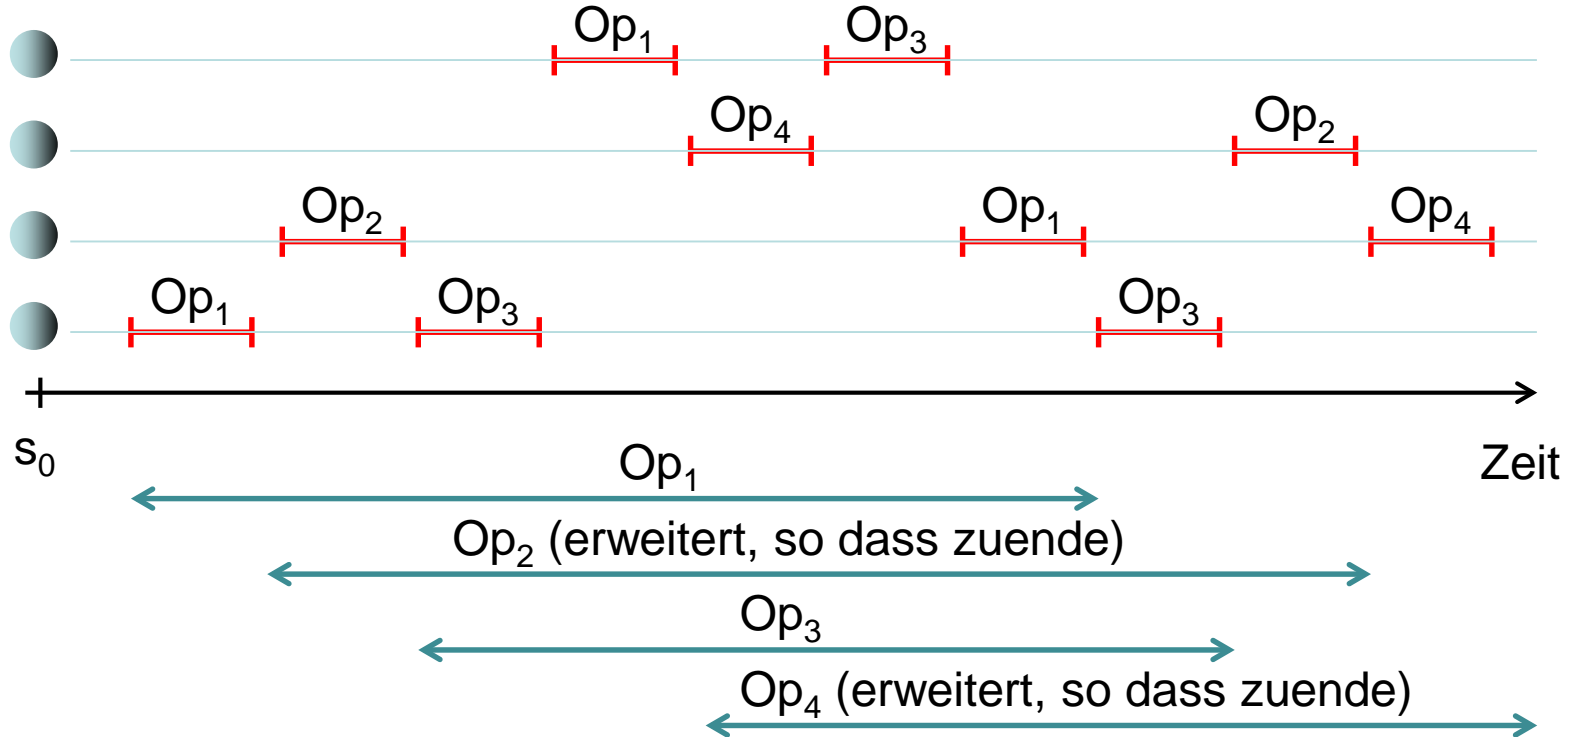 Op₁ Op₃
Op₄ Op₂
Op₂ Op₁ Op₄
Op₁ Op₃ Op₃
s₀ Zeit
Op₁
Op₂ (erweitert, so dass zuende)
Op₃
Op₄ (erweitert, so dass zuende)